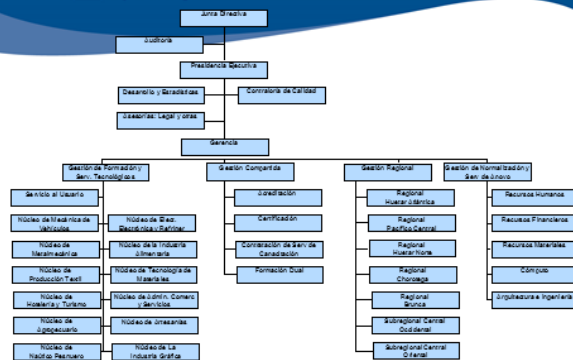 Junta Directiva
Auditoría
Presidencia Ejecutiva
Desarrollo y Estadísticas
Contraloría de Calidad
Asesorías: Legal y otras
Gerencia
Gestión de Formación y
Serv. Tecnológicos
Gestión Compartida
Gestión Regional
Gestión de Normalización y
Serv de Apoyo
Servicio al Usuario
Acreditación
Regional
Huetar Atlántica
Recursos Humanos
Núcleo de Mecánica de
Vehículos
Núcleo de Elect.
Electrónica y Refriner
Certificación
Regional
Pacífico Central
Recursos Financieros
Núcleo de
Metalmecánica
Núcleo de la Industria
Alimentaria
Contratación de Serv de
Capacitación
Regional
Huetar Norte
Recursos Materiales
Núcleo de
Producción Textil
Núcleo de Tecnología de
Materiales
Formación Dual
Regional
Chorotega
Cómputo
Núcleo de
Hotelería y Turismo
Núcleo de Admin. Comerc
y Servicios
Regional
Brunca
Arquitectura e Ingeniería
Núcleo de
Agropecuario
Núcleo de Artesanías
Subregional Central
Occidental
Núcleo de
Naútico Pesquero
Núcleo de La
Industria Gráfica
Subregional Central
Oriental